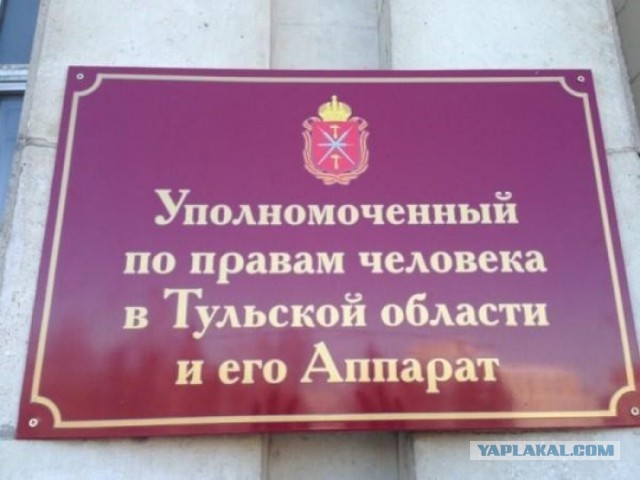 Уполномоченный
по правам человека
в Тульской области
и его Аппарат
YAPLAKAL.COM